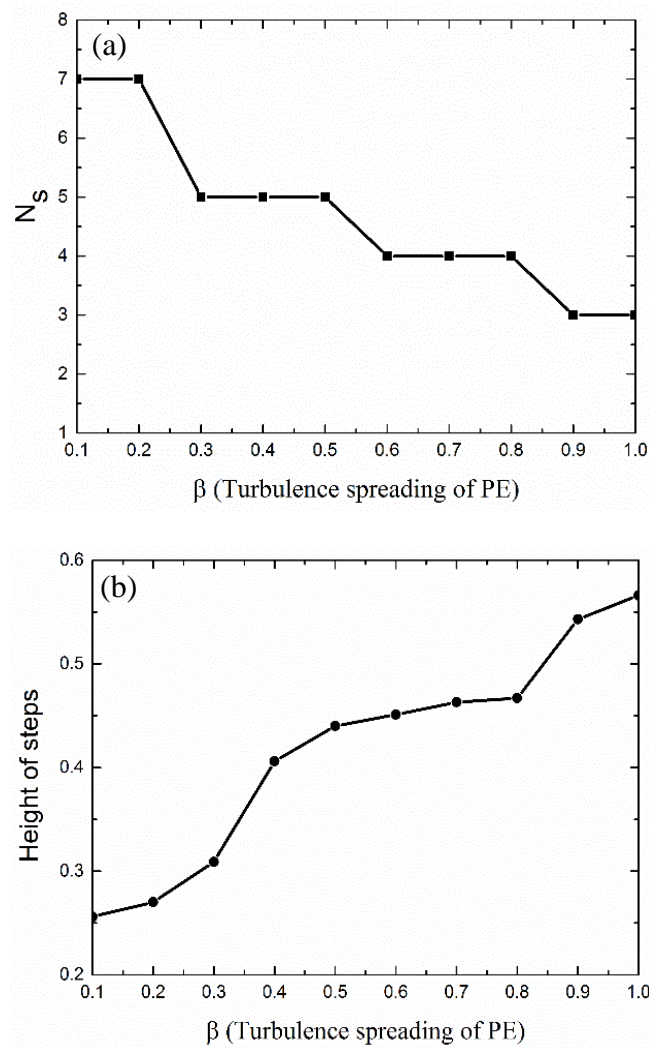 (a)
8
7
6
5
4
3
2
1
N_s
0.1 0.2 0.3 0.4 0.5 0.6 0.7 0.8 0.9 1.0
β (Turbulence spreading of PE)
(b)
0.6
0.5
0.4
0.3
0.2
Height of steps
0.1 0.2 0.3 0.4 0.5 0.6 0.7 0.8 0.9 1.0
β (Turbulence spreading of PE)